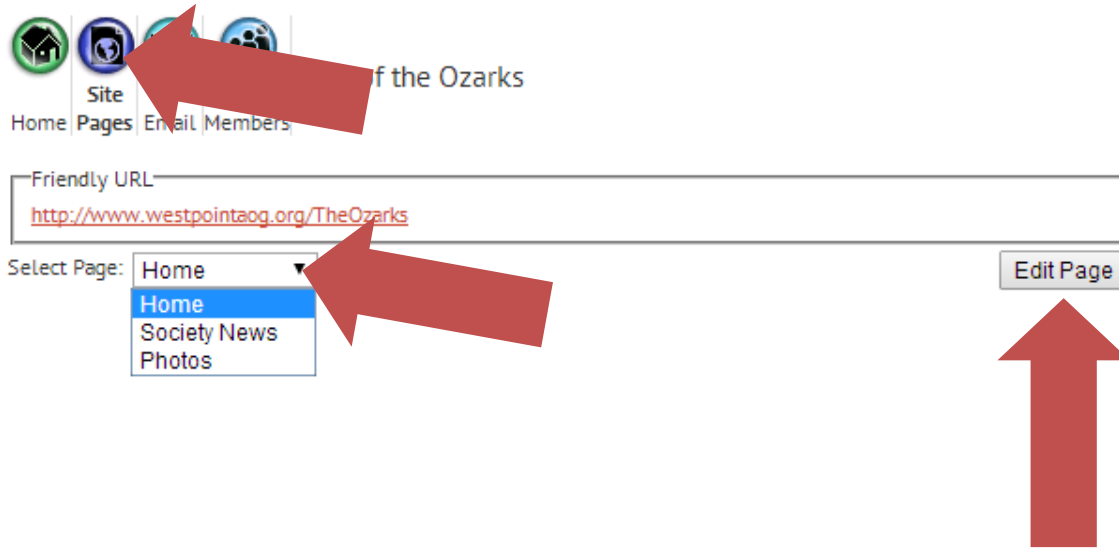 of the Ozarks
Site
Home Pages Email Members
Friendly URL
http://www.westpointaog.org/TheOzarks
Select Page: Home Edit Page
Home
Society News
Photos